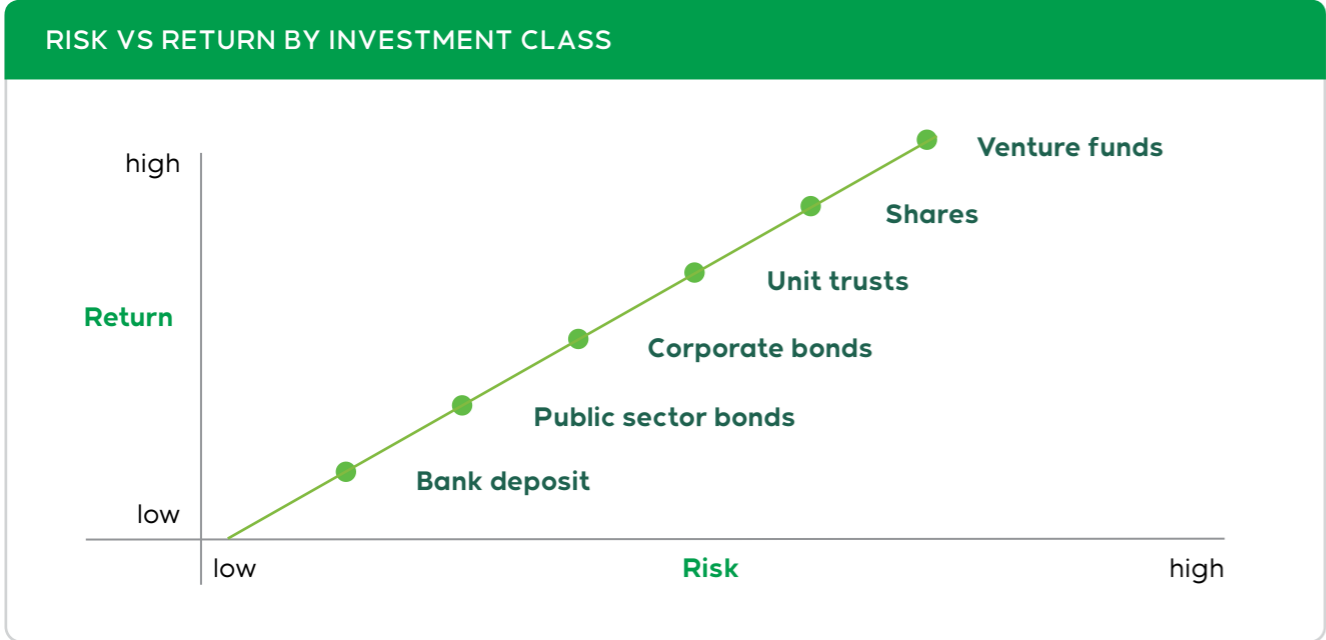 RISK VS RETURN BY INVESTMENT CLASS
high
Venture funds
Shares
Unit trusts
Return
Corporate bonds
Public sector bonds
Bank deposit
low
low
Risk
high